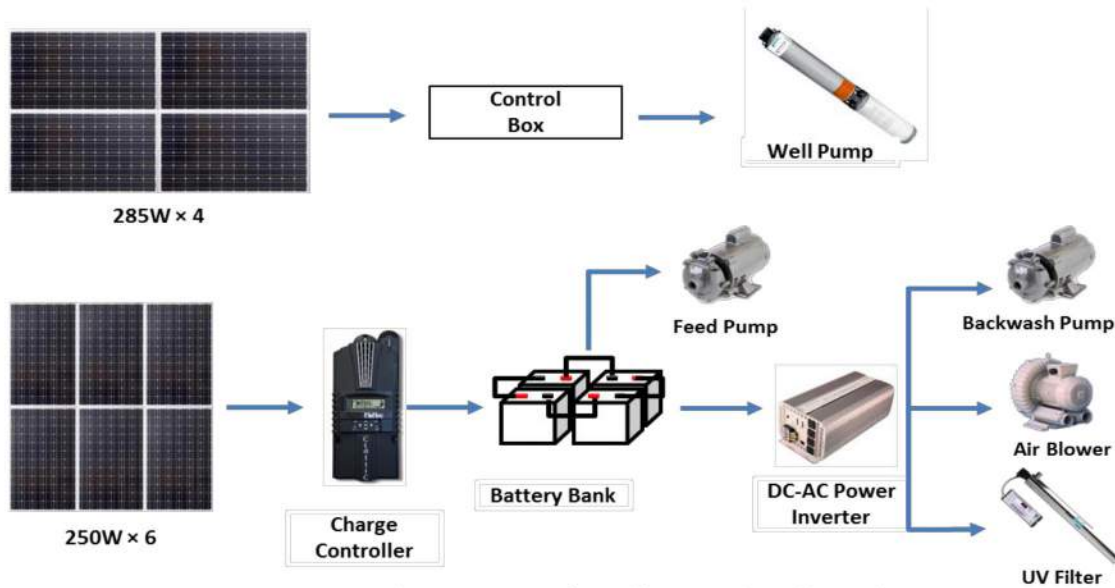 Control
Box
Well Pump
285W × 4
Feed Pump
Backwash Pump
Air Blower
Battery Bank
DC-AC Power
Inverter
Charge
Controller
250W × 6
UV Filter